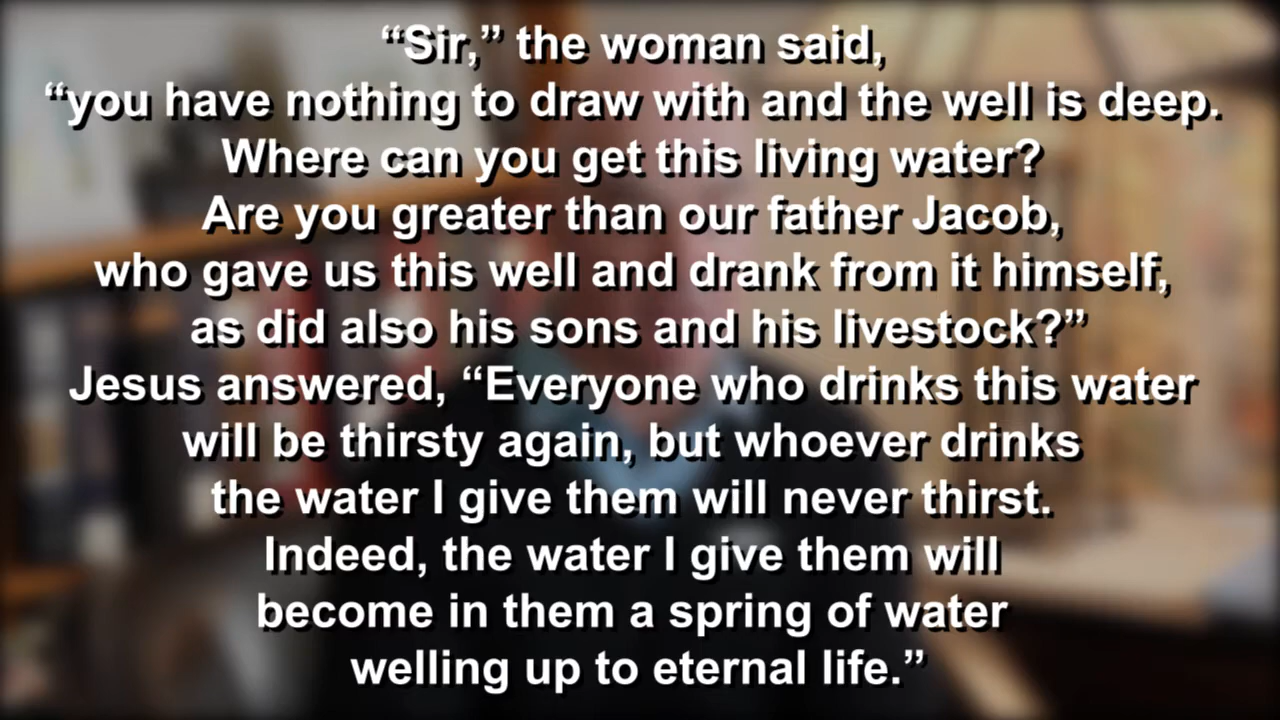 “Sir,” the woman said,
“you have nothing to draw with and the well is deep.
Where can you get this living water?
Are you greater than our father Jacob,
who gave us this well and drank from it himself,
as did also his sons and his livestock?”
Jesus answered, “Everyone who drinks this water
will be thirsty again, but whoever drinks
the water I give them will never thirst.
Indeed, the water I give them will
become in them a spring of water
welling up to eternal life.”